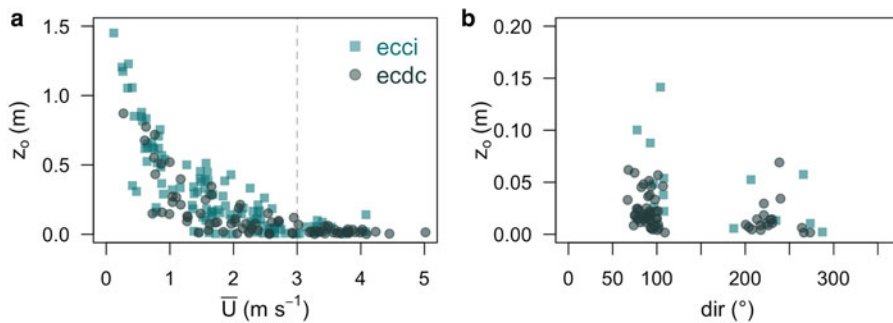 a
1.5
1.0
0.5
0.0
z₀ (m)
ecci
ecdc
0 1 2 3 4 5
U̅ (m s⁻¹)
b
0.20
0.15
0.10
0.05
0.00
z₀ (m)
0 50 100 200 300
dir (°)